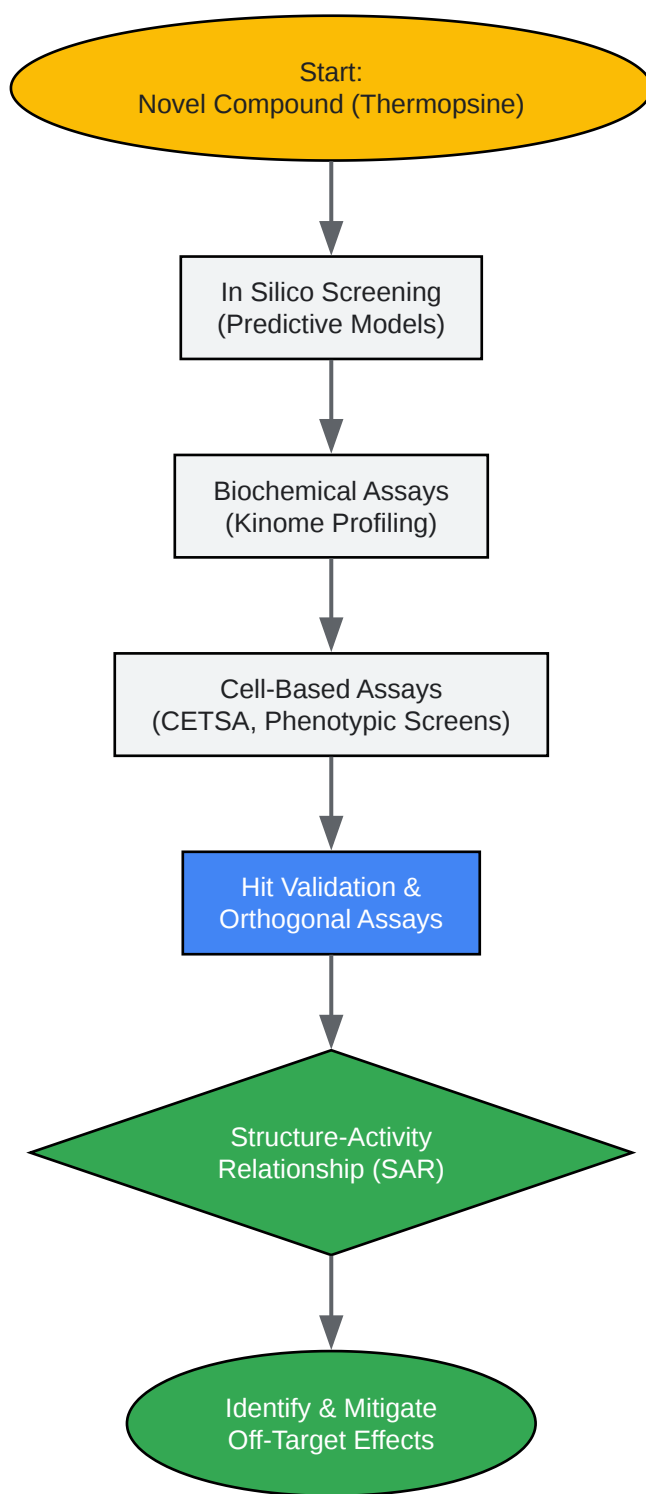 Start:
Novel Compound (Thermopsine)
In Silico Screening
(Predictive Models)
Biochemical Assays
(Kinome Profiling)
Cell-Based Assays
(CETSA, Phenotypic Screens)
Hit Validation &
Orthogonal Assays
Structure-Activity
Relationship (SAR)
Identify & Mitigate
Off-Target Effects